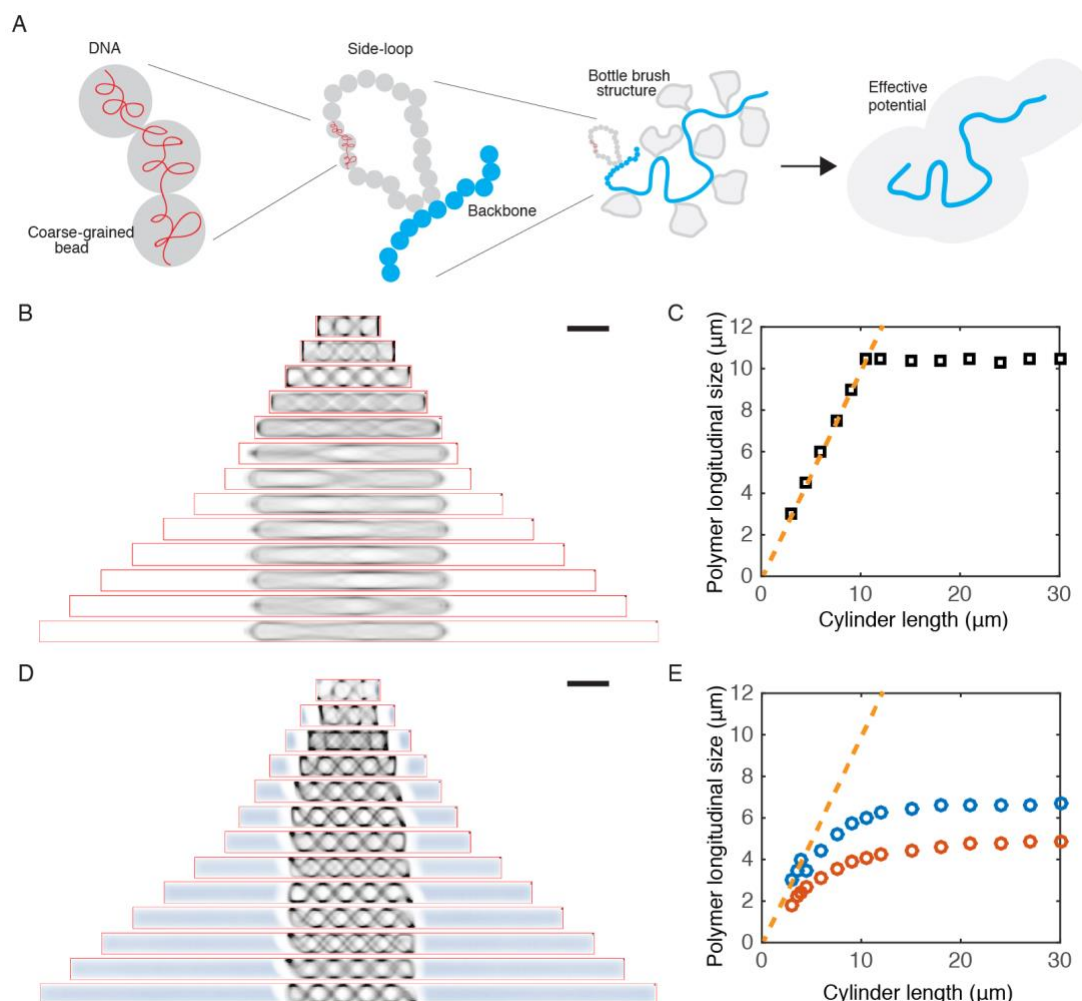 A
DNA
Coarse-grained
bead
Side-loop
Backbone
Bottle brush
structure
Effective
potential
B
C
Polymer longitudinal size (µm)
12
10
8
6
4
2
0
0
10
20
30
Cylinder length (µm)
D
E
Polymer longitudinal size (µm)
12
10
8
6
4
2
0
0
10
20
30
Cylinder length (µm)